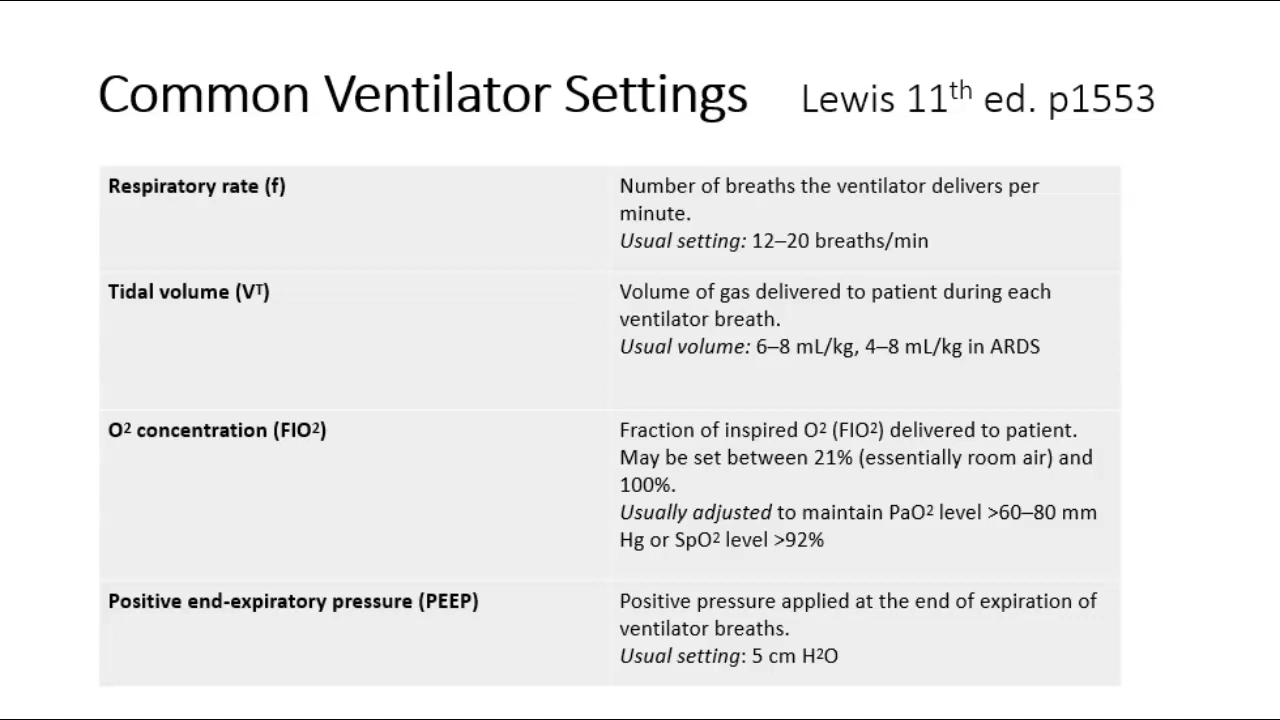 Common Ventilator Settings Lewis 11th ed. p1553
Respiratory rate (f)
Number of breaths the ventilator delivers per
minute.
Usual setting: 12–20 breaths/min
Tidal volume (VT)
Volume of gas delivered to patient during each
ventilator breath.
Usual volume: 6–8 mL/kg, 4–8 mL/kg in ARDS
O2 concentration (FIO2)
Fraction of inspired O2 (FIO2) delivered to patient.
May be set between 21% (essentially room air) and
100%.
Usually adjusted to maintain PaO2 level >60–80 mm
Hg or SpO2 level >92%
Positive end-expiratory pressure (PEEP)
Positive pressure applied at the end of expiration of
ventilator breaths.
Usual setting: 5 cm H2O